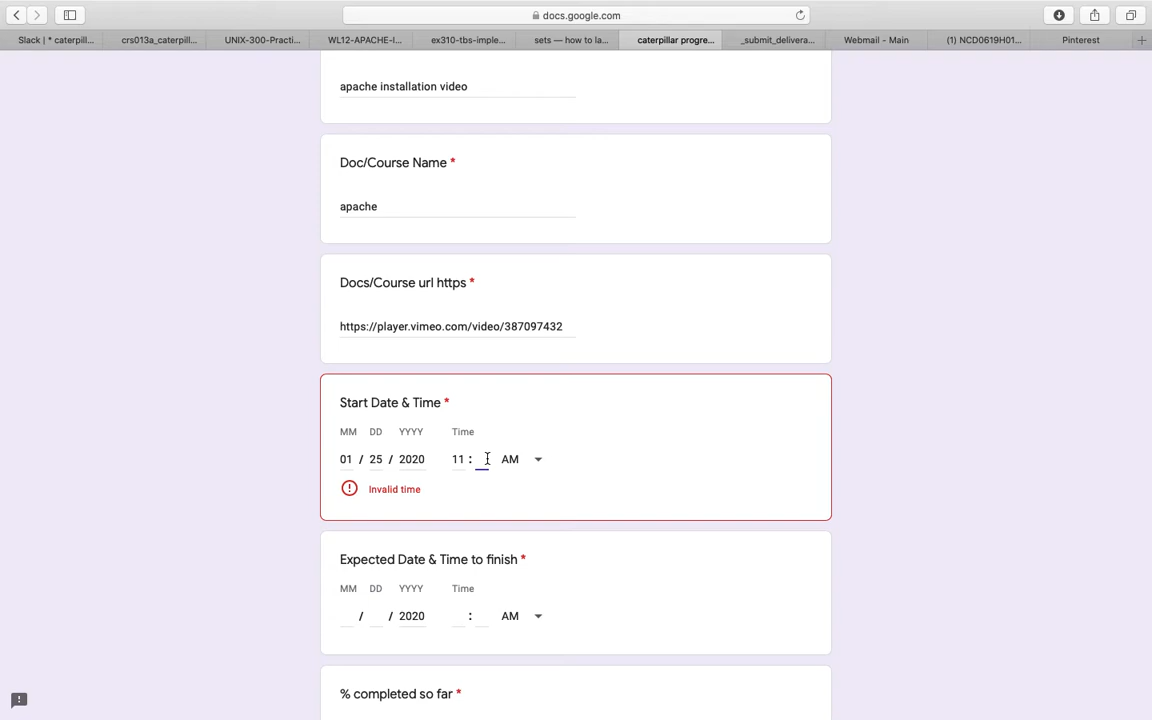 docs.google.com
Slack | * caterpill...
crs013a_caterpill...
UNIX-300-Practi...
WL12-APACHE-I...
ex310-tbs-imple...
sets — how to la...
caterpillar progre...
_submit_delivera...
Webmail - Main
(1) NCD0619H01...
Pinterest
apache installation video
Doc/Course Name *
apache
Docs/Course url https *
https://player.vimeo.com/video/387097432
Start Date & Time *
MM DD YYYY Time
01 / 25 / 2020 11 : AM
Invalid time
Expected Date & Time to finish *
MM DD YYYY Time
/ / 2020 : AM
% completed so far *